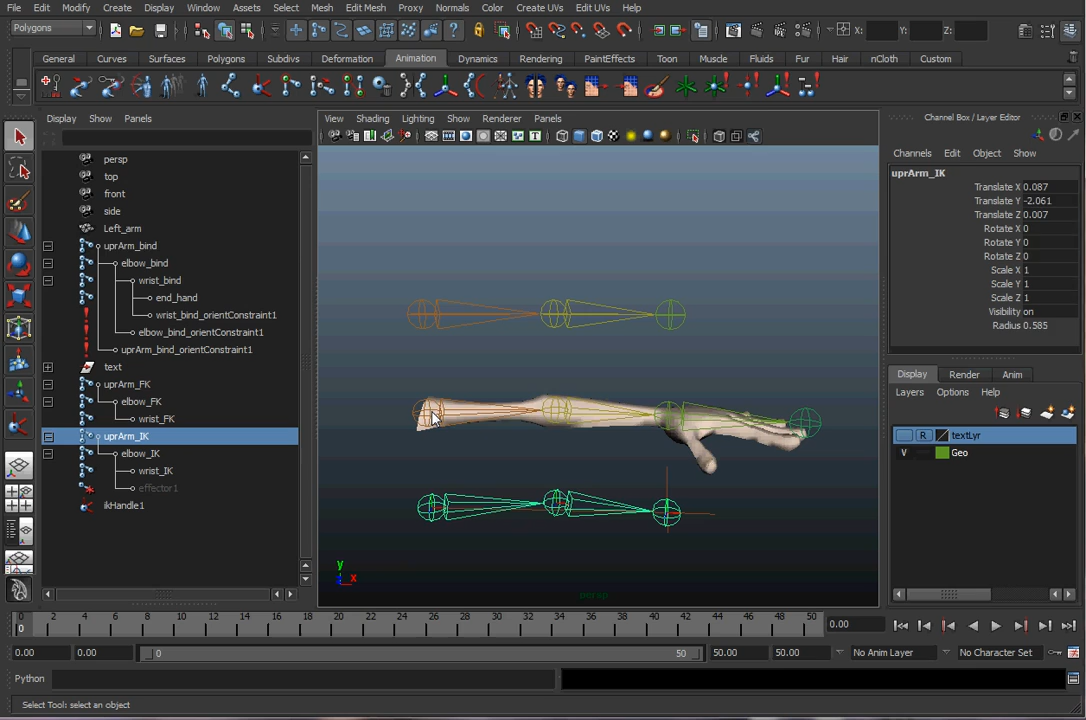 File Edit Modify Create Display Window Assets Select Mesh Edit Mesh Proxy Normals Color Create UVs Edit UVs Help
Polygons X: Y: Z:
General Curves Surfaces Polygons Subdivs Deformation Animation Dynamics Rendering PaintEffects Toon Muscle Fluids Fur Hair nCloth Custom
Display Show Panels
View Shading Lighting Show Renderer Panels
Channel Box / Layer Editor
Channels Edit Object Show
persp
top
front
side
Left_arm
uprArm_bind
elbow_bind
wrist_bind
end_hand
wrist_bind_orientConstraint1
elbow_bind_orientConstraint1
uprArm_bind_orientConstraint1
text
uprArm_FK
elbow_FK
wrist_FK
uprArm_IK
elbow_IK
wrist_IK
effector1
ikHandle1
y
x
persp
uprArm_IK
Translate X 0.087
Translate Y -2.061
Translate Z 0.007
Rotate X 0
Rotate Y 0
Rotate Z 0
Scale X 1
Scale Y 1
Scale Z 1
Visibility on
Radius 0.585
Display Render Anim
Layers Options Help
R textLyr
V Geo
0 2 4 6 8 10 12 14 16 18 20 22 24 26 28 30 32 34 36 38 40 42 44 46 48 50
0 0.00
0.00 0.00 0 50 50.00 50.00 No Anim Layer No Character Set
Python
Select Tool: select an object